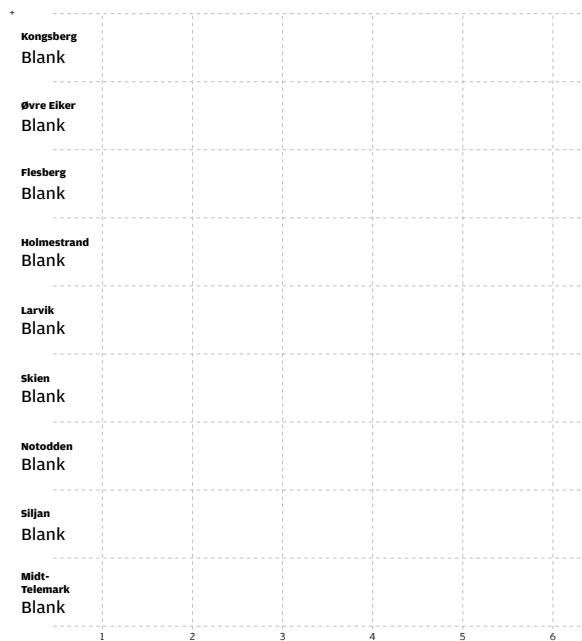 +
Kongsberg
Blank
Øvre Eiker
Blank
Flesberg
Blank
Holmestrand
Blank
Larvik
Blank
Skien
Blank
Notodden
Blank
Siljan
Blank
Midt-
Telemark
Blank
1 2 3 4 5 6